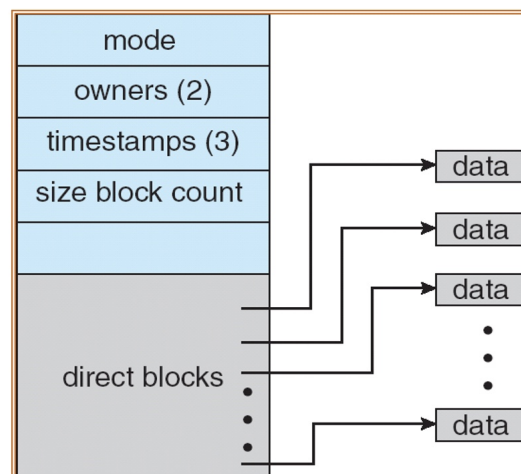 mode
owners (2)
timestamps (3)
size block count
data
data
data
direct blocks
data